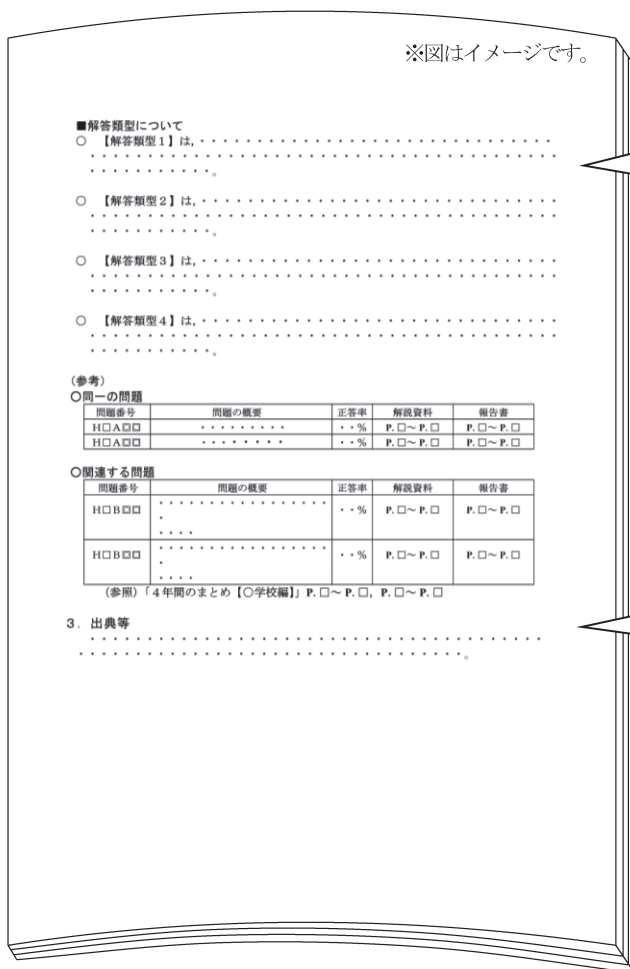 ※図はイメージです。
■解答類型について
○ 【解答類型1】は,・・・・・・・・・・・・・・・・・・・・・・・・・・・・・・・・
・・・・・・・・・・・・・・・・・・・・・・・・・・・・・・・・・・・・・・・・・・・
・・・・・・・・・・・。
○ 【解答類型2】は,・・・・・・・・・・・・・・・・・・・・・・・・・・・・・・・・
・・・・・・・・・・・・・・・・・・・・・・・・・・・・・・・・・・・・・・・・・・・
・・・・・・・・・・・。
○ 【解答類型3】は,・・・・・・・・・・・・・・・・・・・・・・・・・・・・・・・・
・・・・・・・・・・・・・・・・・・・・・・・・・・・・・・・・・・・・・・・・・・・
・・・・・・・・・・・。
○ 【解答類型4】は,・・・・・・・・・・・・・・・・・・・・・・・・・・・・・・・・
・・・・・・・・・・・・・・・・・・・・・・・・・・・・・・・・・・・・・・・・・・・
・・・・・・・・・・・。
(参考)
○同一の問題
問題番号 問題の概要 正答率 解説資料 報告書
H□A□□ ・・・・・・・・・ ・・% P.□～P.□ P.□～P.□
H□A□□ ・・・・・・・・ ・・% P.□～P.□ P.□～P.□
○関連する問題
問題番号 問題の概要 正答率 解説資料 報告書
H□B□□ ・・・・・・・・・・・・・・・・・・ ・・・・・ ・・% P.□～P.□ P.□～P.□
H□B□□ ・・・・・・・・・・・・・・・・・・ ・・・・・ ・・% P.□～P.□ P.□～P.□
(参照)「4年間のまとめ【○学校編】」P.□～P.□, P.□～P.□
3. 出典等
・・・・・・・・・・・・・・・・・・・・・・・・・・・・・・・・・・・・・・・・・・
・・・・・・・・・・・・・・・・・・・・・・・・・・・・・・・・・・・。